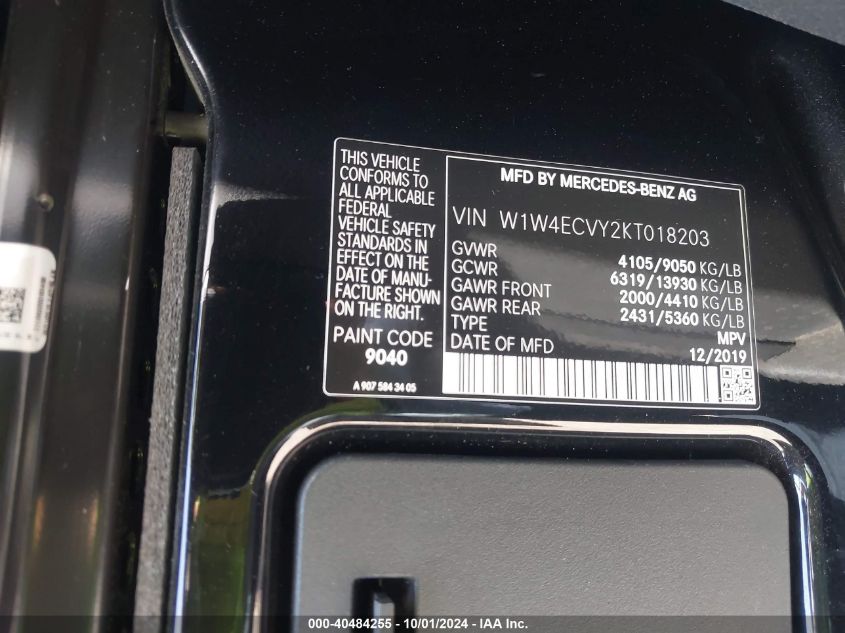 THIS VEHICLE
CONFORMS TO
ALL APPLICABLE
FEDERAL
VEHICLE SAFETY
STANDARDS IN
EFFECT ON THE
DATE OF MANU-
FACTURE SHOWN
ON THE RIGHT.
PAINT CODE
9040
A 907 584 34 05
MFD BY MERCEDES-BENZ AG
VIN W1W4ECVY2KT018203
GVWR 4105/9050 KG/LB
GCWR 6319/13930 KG/LB
GAWR FRONT 2000/4410 KG/LB
GAWR REAR 2431/5360 KG/LB
TYPE MPV
DATE OF MFD 12/2019
000-40484255 - 10/01/2024 - IAA Inc.